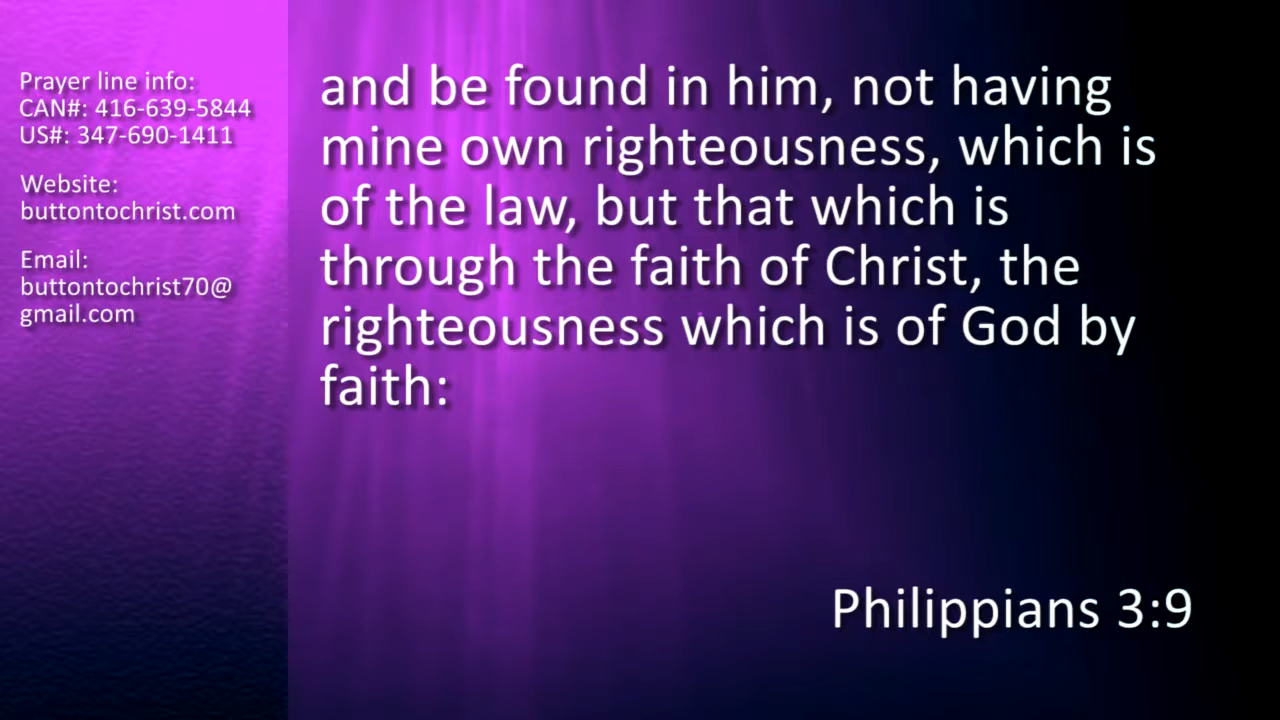 Prayer line info:
CAN#: 416-639-5844
US#: 347-690-1411
Website:
buttontochrist.com
Email:
buttontochrist70@
gmail.com
and be found in him, not having
mine own righteousness, which is
of the law, but that which is
through the faith of Christ, the
righteousness which is of God by
faith:
Philippians 3:9